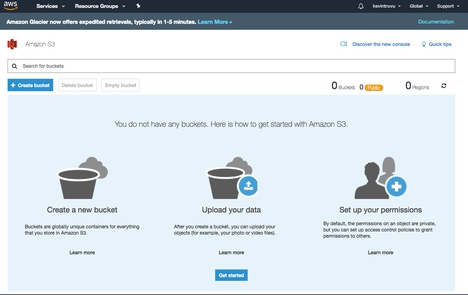 aws Services Resource Groups kevintruvu Global Support
Amazon Glacier now offers expedited retrievals, typically in 1-5 minutes. Learn More » Documentation
Amazon S3 Discover the new console Quick tips
Search for buckets
+ Create bucket Delete bucket Empty bucket 0 Buckets 0 Public 0 Regions
You do not have any buckets. Here is how to get started with Amazon S3.
Create a new bucket Upload your data Set up your permissions
Buckets are globally unique containers for everything After you create a bucket, you can upload your By default, the permissions on an object are private, but
that you store in Amazon S3. objects (for example, your photo or video files). you can set up access control policies to grant
permissions to others.
Learn more Learn more Learn more
Get started